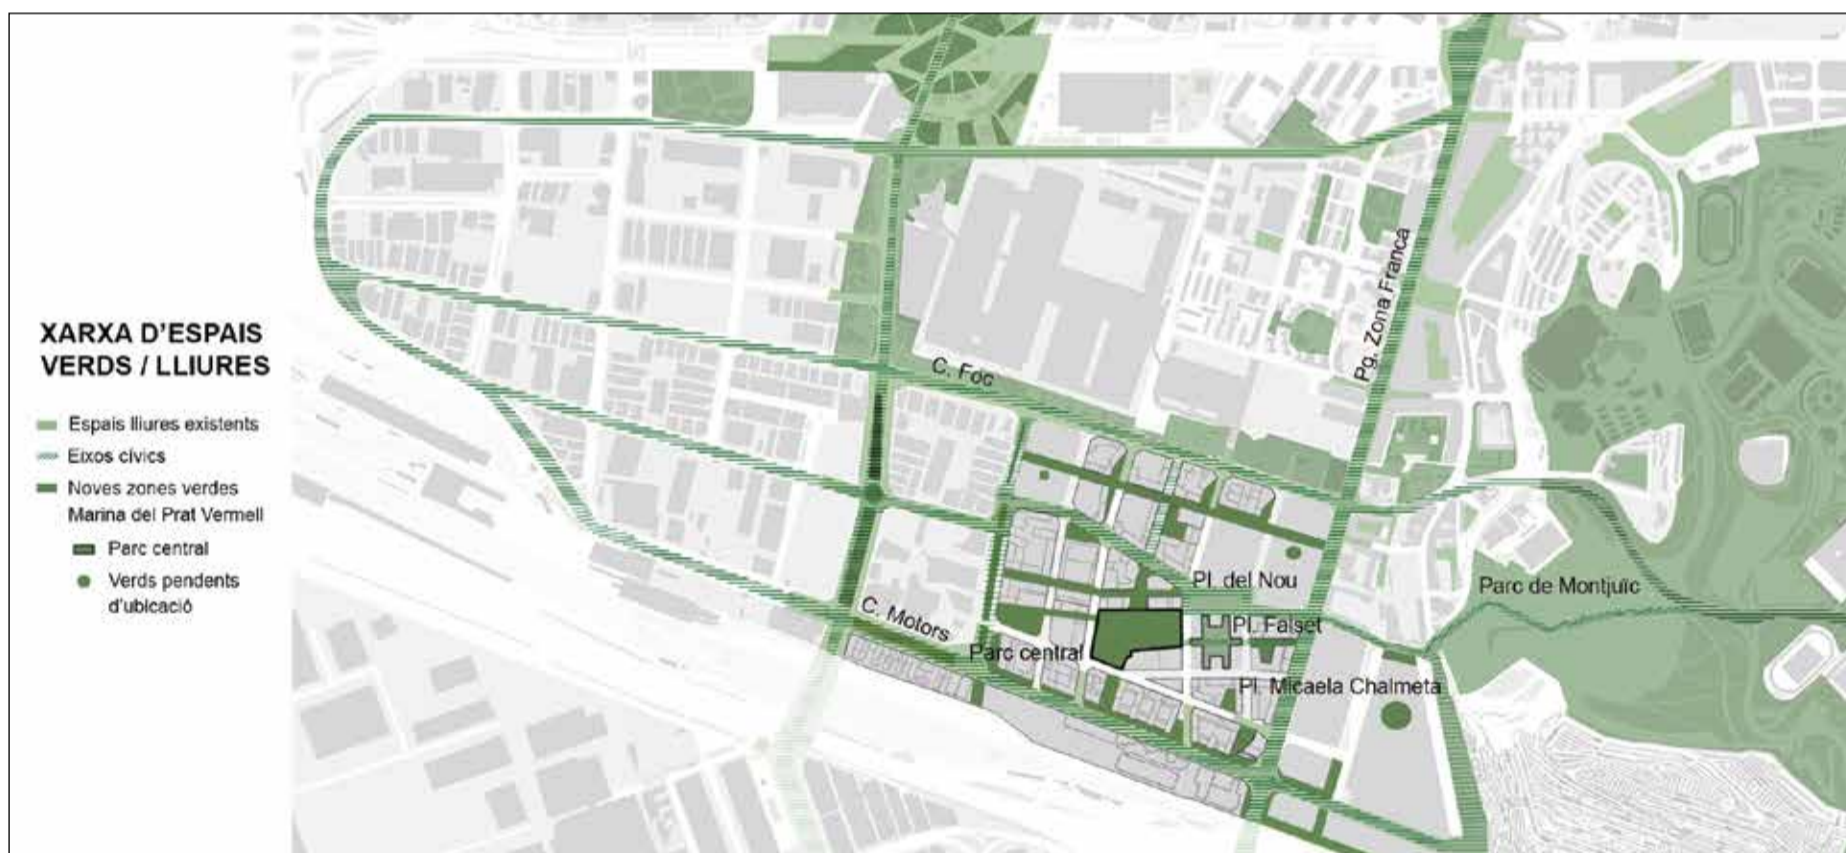 XARXA D'ESPAIS
VERDS / LLIURES
Espais lliures existents
Eixos cívics
Noves zones verdes
Marina del Prat Vermell
Parc central
Verds pendents
d'ubicació
Pg. Zona Franca
C. Foc
Pl. del Nou
Parc de Montjuïc
C. Motors
Pl. Falset
Parc central
Pl. Micaela Chalmeta